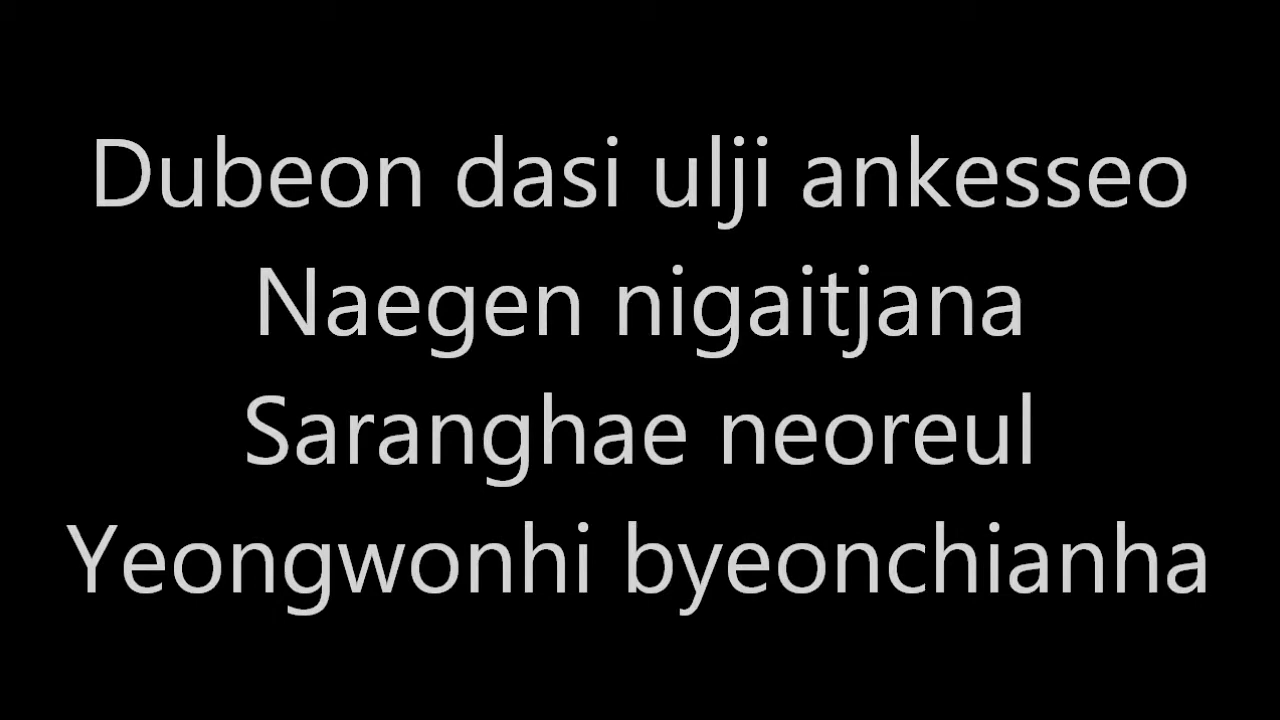 Dubeon dasi ulji ankesseo
Naegen nigaitjana
Saranghae neoreul
Yeongwonhi byeonchianha